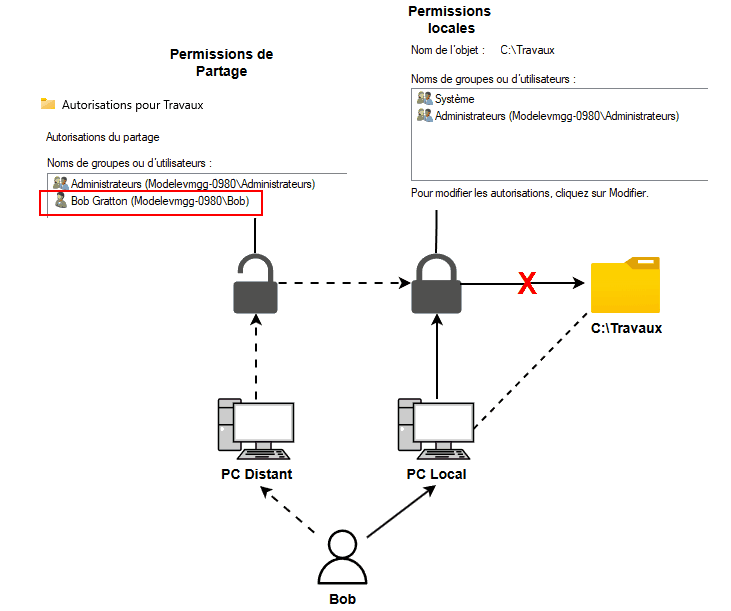 Permissions
locales
Permissions de
Partage
Nom de l'objet : C:\Travaux
Noms de groupes ou d'utilisateurs :
Système
Administrateurs (Modelevmgg-0980\Administrateurs)
Pour modifier les autorisations, cliquez sur Modifier.
Autorisations pour Travaux
Autorisations du partage
Noms de groupes ou d'utilisateurs :
Administrateurs (Modelevmgg-0980\Administrateurs)
Bob Gratton (Modelevmgg-0980\Bob)
X
C:\Travaux
PC Distant
PC Local
Bob